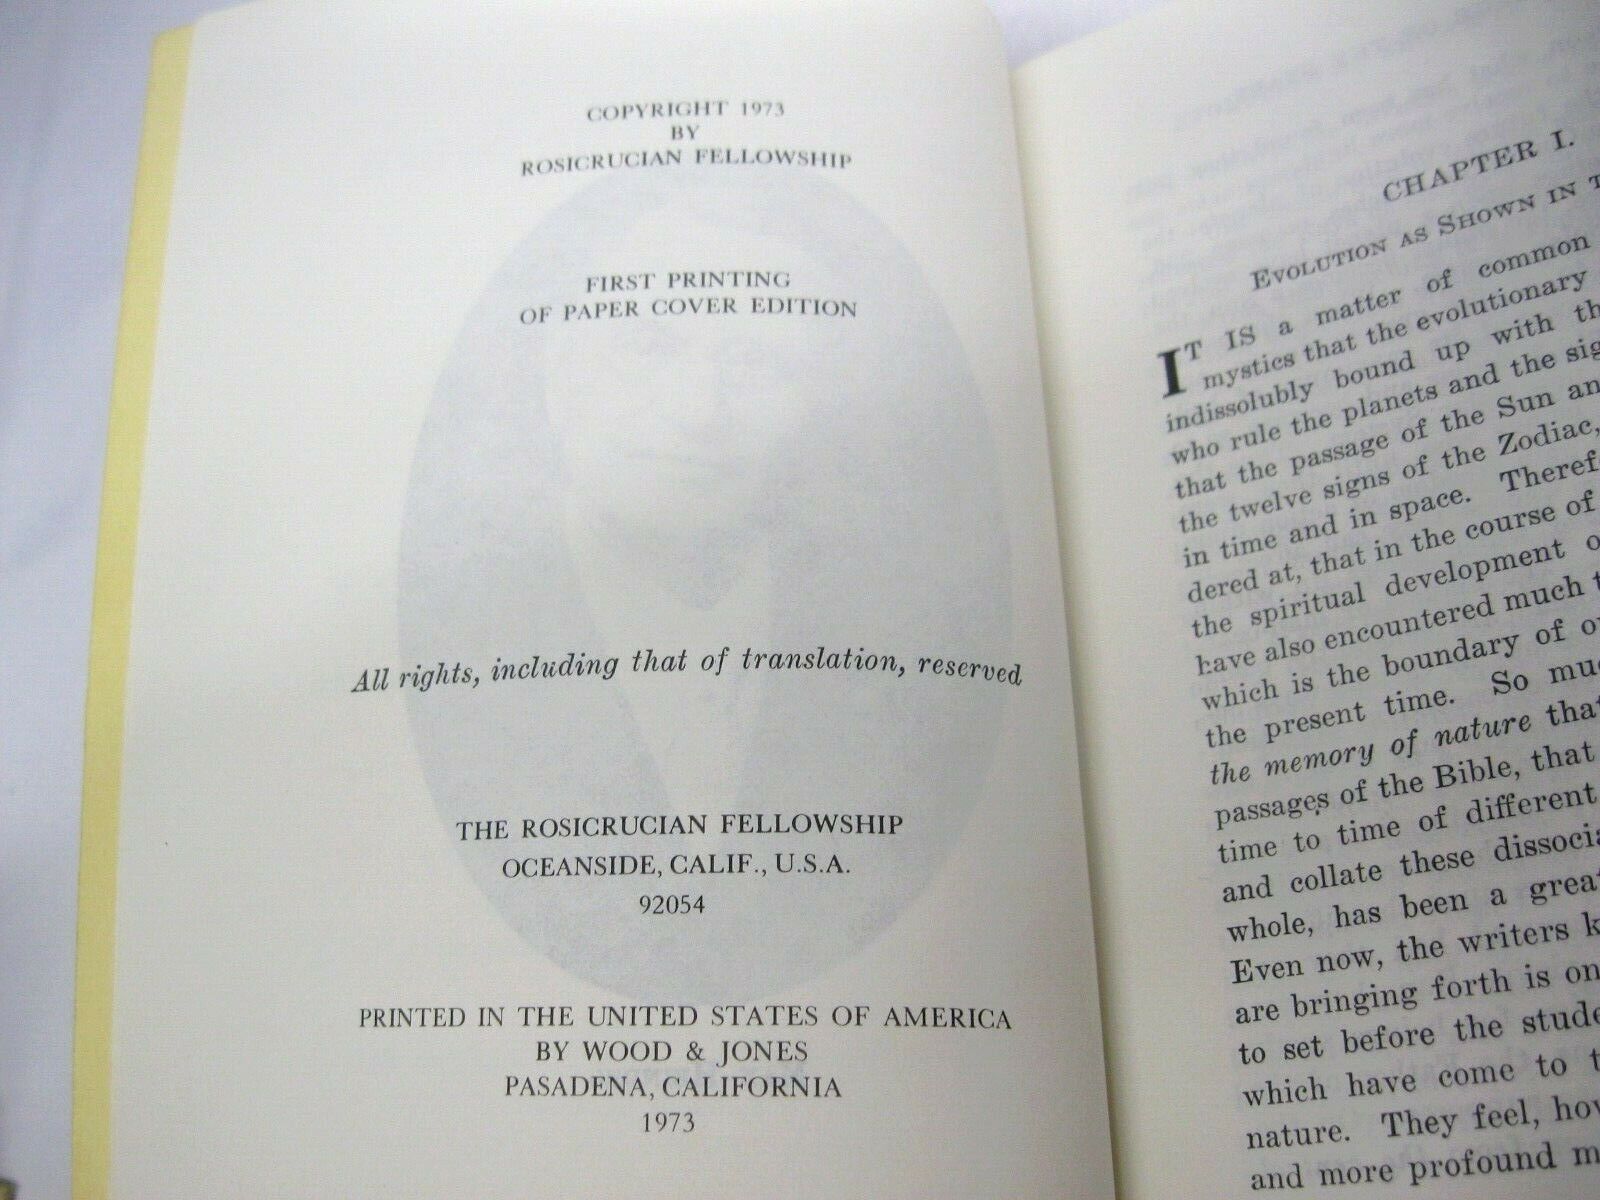 COPYRIGHT 1973
BY
ROSICRUCIAN FELLOWSHIP
FIRST PRINTING
OF PAPER COVER EDITION
All rights, including that of translation, reserved
THE ROSICRUCIAN FELLOWSHIP
OCEANSIDE, CALIF., U.S.A.
92054
PRINTED IN THE UNITED STATES OF AMERICA
BY WOOD & JONES
PASADENA, CALIFORNIA
1973
CHAPTER I.
EVOLUTION AS SHOWN IN
IT IS a matter of common
mystics that the evolutionary
indissolubly bound up with
who rule the planets and the
that the passage of the Sun
the twelve signs of the Zodiac,
in time and in space.
dered at, that in the course of
the spiritual development
have also encountered much
which is the boundary of
the present time. So
the memory of nature
passages of the Bible, that
time to time of different
and collate these
whole, has been a
Even now, the writers
are bringing forth is
to set before the
which have come to
nature. They feel,
and more profound